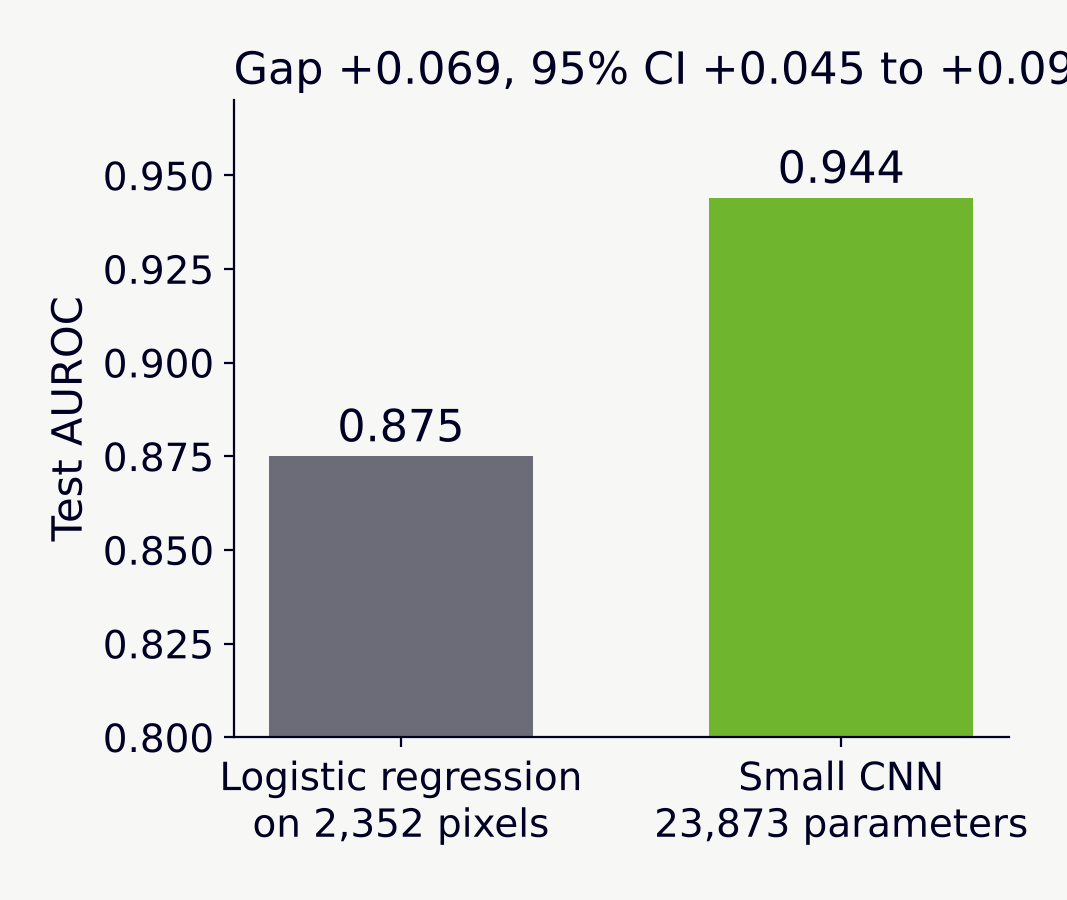 Gap +0.069, 95% CI +0.045 to +0.09
0.950
0.925
0.900
0.875
0.850
0.825
0.800
Test AUROC
0.875
0.944
Logistic regression
on 2,352 pixels
Small CNN
23,873 parameters